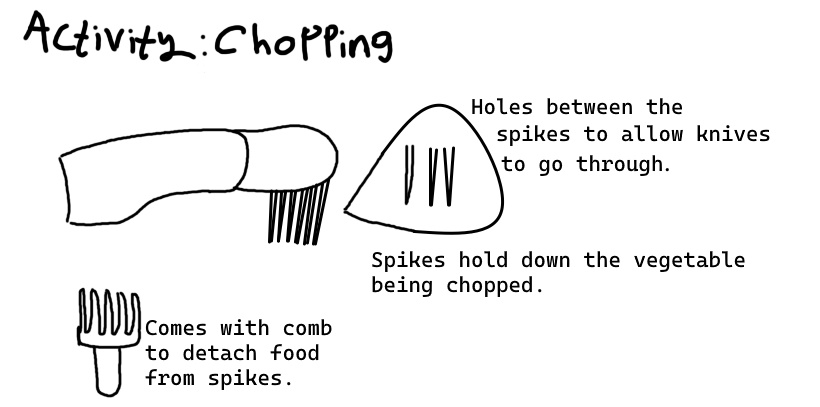 Activity: Chopping
Holes between the
spikes to allow knives
to go through.
Spikes hold down the vegetable
being chopped.
Comes with comb
to detach food
from spikes.